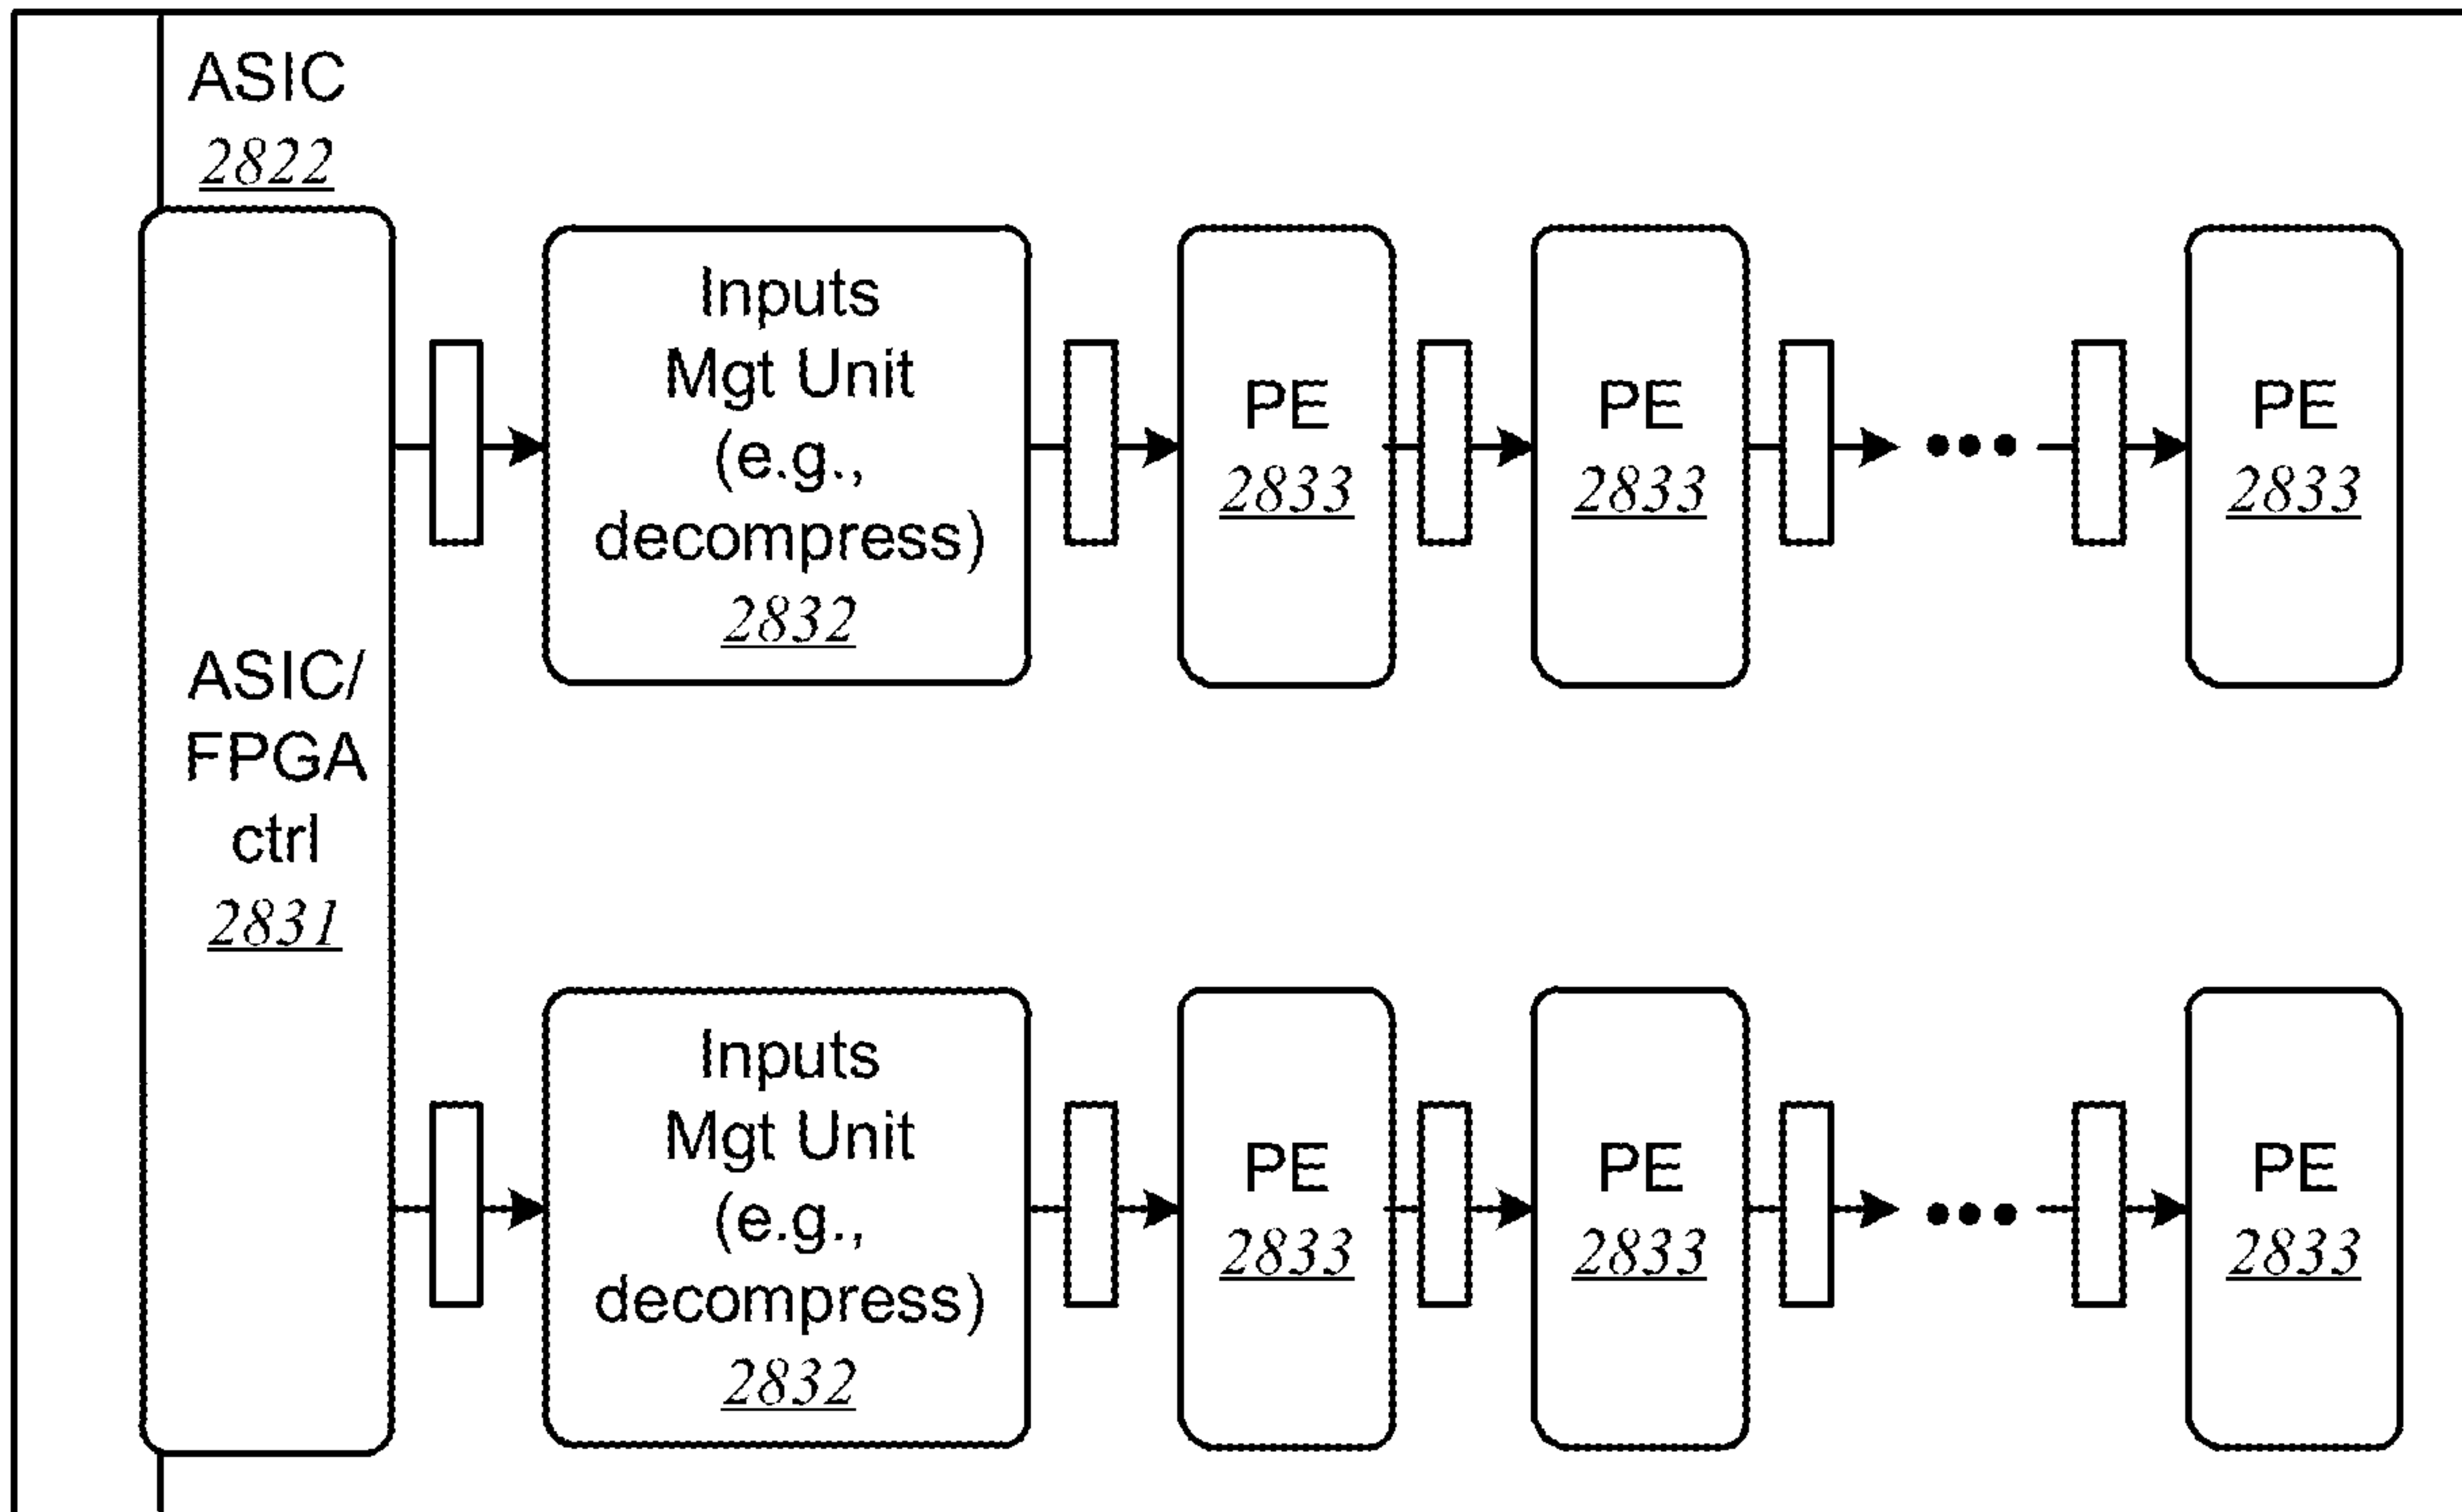 ASIC
2822
ASIC/
FPGA
ctrl
2831
Inputs
Mgt Unit
(e.g.,
decompress)
2832
PE
2833
PE
2833
PE
2833
Inputs
Mgt Unit
(e.g.,
decompress)
2832
PE
2833
PE
2833
PE
2833